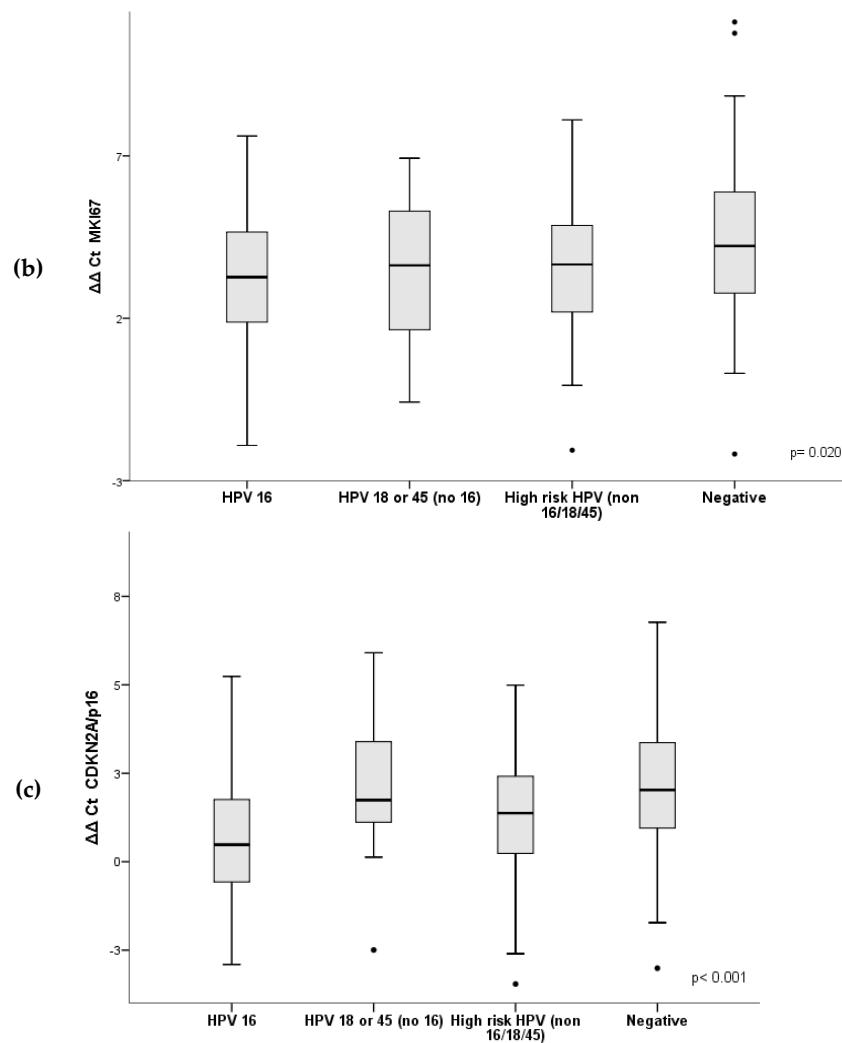 (b)
ΔΔ Ct MKI67
7
2
-3
p= 0.020
HPV 16
HPV 18 or 45 (no 16)
High risk HPV (non
16/18/45)
Negative
(c)
ΔΔ Ct CDKN2A/p16
8
5
3
0
-3
p< 0.001
HPV 16
HPV 18 or 45 (no 16)
High risk HPV (non
16/18/45)
Negative